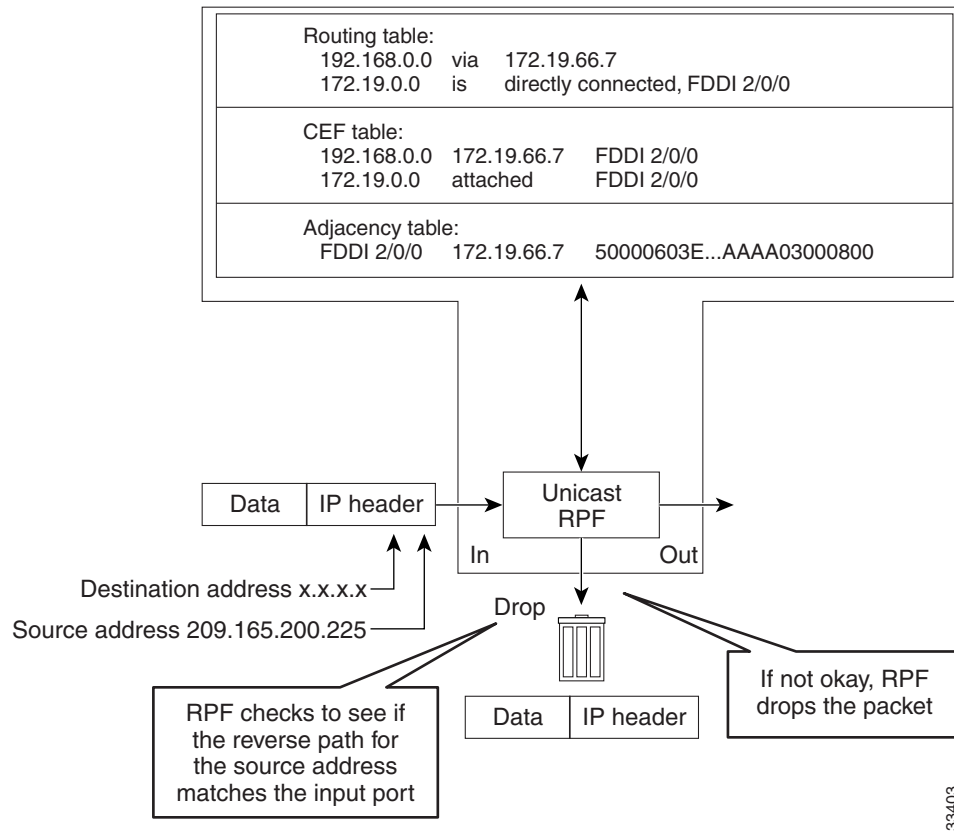 Routing table:
192.168.0.0 via 172.19.66.7
172.19.0.0 is directly connected, FDDI 2/0/0
CEF table:
192.168.0.0 172.19.66.7 FDDI 2/0/0
172.19.0.0 attached FDDI 2/0/0
Adjacency table:
FDDI 2/0/0 172.19.66.7 50000603E...AAAA03000800
Data IP header
Unicast
RPF
In Out
Destination address x.x.x.x
Source address 209.165.200.225
Drop
RPF checks to see if
the reverse path for
the source address
matches the input port
Data IP header
If not okay, RPF
drops the packet
33403